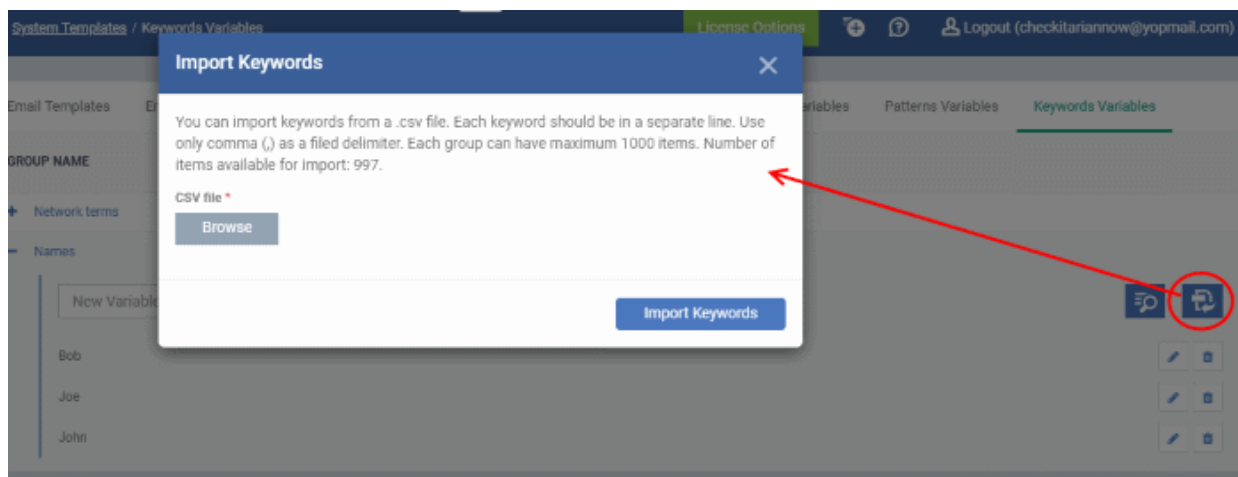 System Templates / Keywords Variables
License Options
Logout (checkitariannow@yopmail.com)
Import Keywords
Email Templates
riables
Patterns Variables
Keywords Variables
You can import keywords from a .csv file. Each keyword should be in a separate line. Use
only comma (,) as a filed delimiter. Each group can have maximum 1000 items. Number of
items available for import: 997.
GROUP NAME
CSV file *
Browse
+ Network terms
− Names
New Variable
Import Keywords
Bob
Joe
John